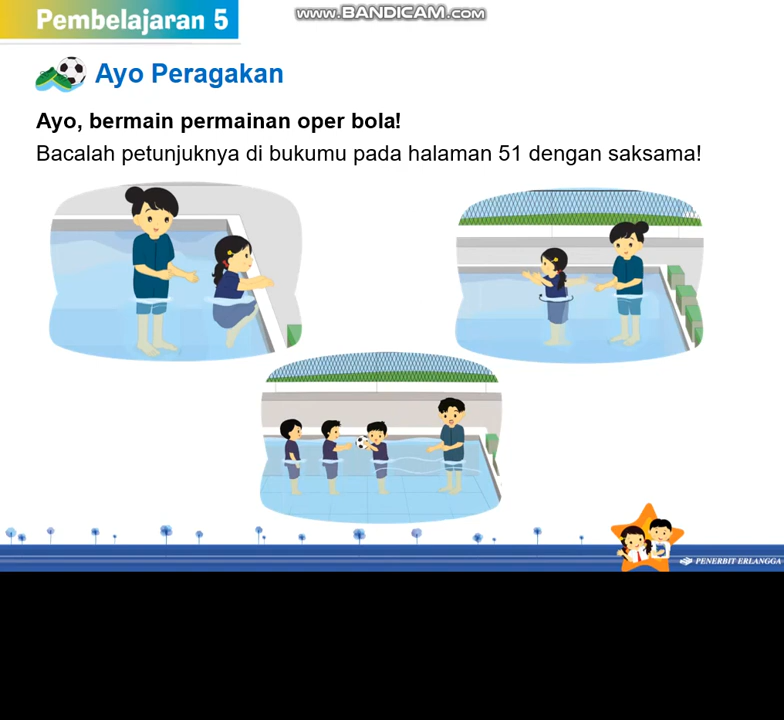 www.BANDICAM.com
Pembelajaran 5
Ayo Peragakan
Ayo, bermain permainan oper bola!
Bacalah petunjuknya di bukumu pada halaman 51 dengan saksama!
PENERBIT ERLANGGA